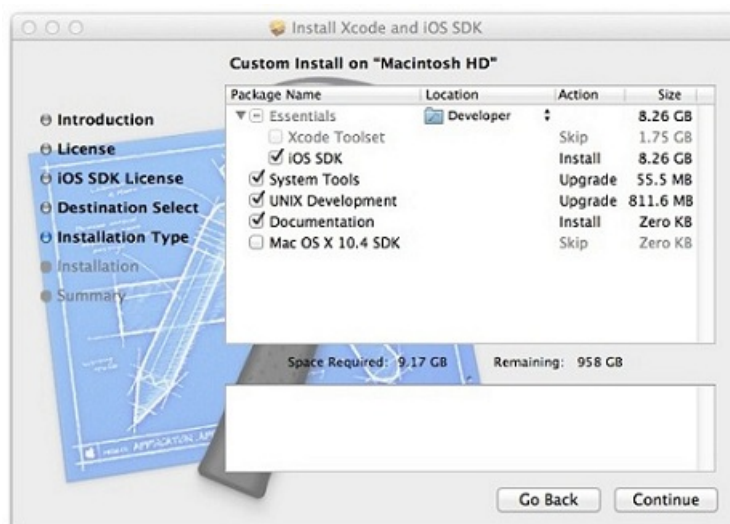 Install Xcode and iOS SDK
Custom Install on "Macintosh HD"
Introduction
License
iOS SDK License
Destination Select
Installation Type
Installation
Summary
Package Name Location Action Size
Essentials Developer 8.26 GB
Xcode Toolset Skip 1.75 GB
iOS SDK Install 8.26 GB
System Tools Upgrade 55.5 MB
UNIX Development Upgrade 811.6 MB
Documentation Install Zero KB
Mac OS X 10.4 SDK Skip Zero KB
Space Required: 9.17 GB Remaining: 958 GB
APPLICATION
Go Back Continue